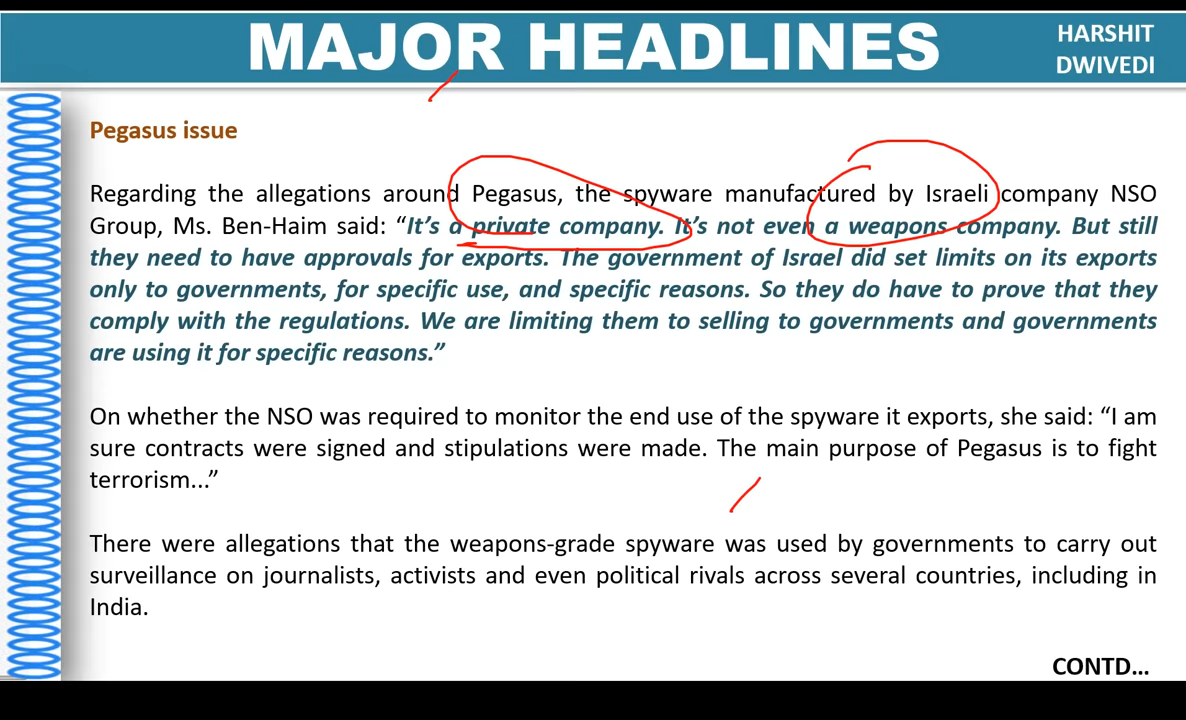 MAJOR HEADLINES
HARSHIT
DWIVEDI
Pegasus issue
Regarding the allegations around Pegasus, the spyware manufactured by Israeli company NSO
Group, Ms. Ben-Haim said: “It’s a private company. It’s not even a weapons company. But still
they need to have approvals for exports. The government of Israel did set limits on its exports
only to governments, for specific use, and specific reasons. So they do have to prove that they
comply with the regulations. We are limiting them to selling to governments and governments
are using it for specific reasons.”
On whether the NSO was required to monitor the end use of the spyware it exports, she said: “I am
sure contracts were signed and stipulations were made. The main purpose of Pegasus is to fight
terrorism...”
There were allegations that the weapons-grade spyware was used by governments to carry out
surveillance on journalists, activists and even political rivals across several countries, including in
India.
CONTD...